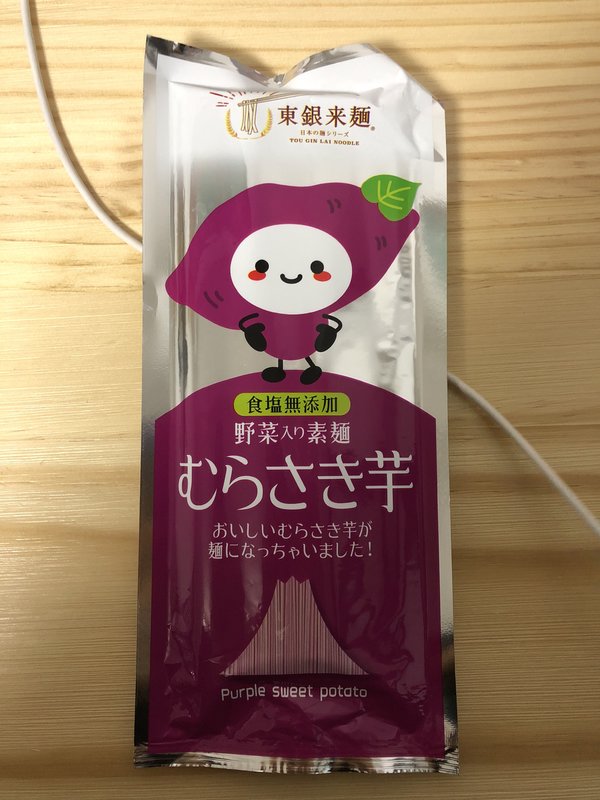 東銀来麺®
日本の麺シリーズ
TOU GIN LAI NOODLE
食塩無添加
野菜入り素麺
むらさき芋
おいしいむらさき芋が
麺になっちゃいました!
Purple sweet potato